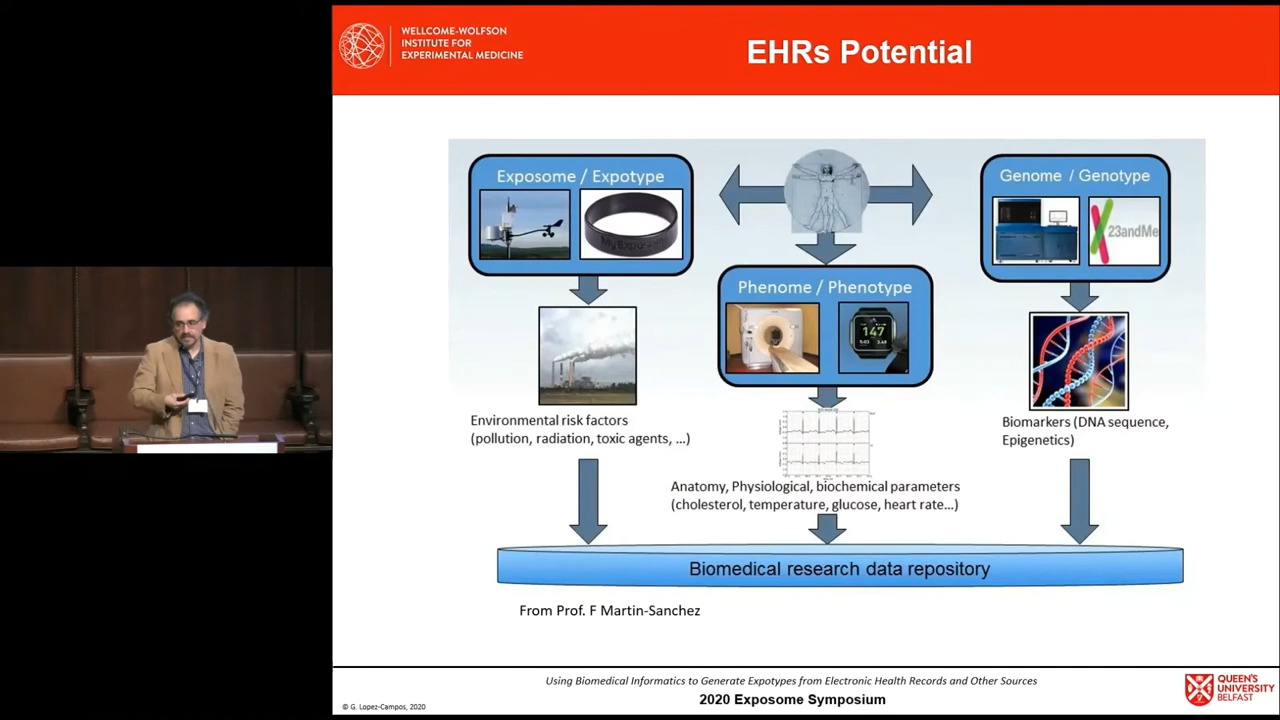 WELLCOME-WOLFSON
INSTITUTE FOR
EXPERIMENTAL MEDICINE
EHRs Potential
Exposome / Expotype
Genome / Genotype
23andMe
Phenome / Phenotype
147
Environmental risk factors
(pollution, radiation, toxic agents, ...)
Biomarkers (DNA sequence,
Epigenetics)
Anatomy, Physiological, biochemical parameters
(cholesterol, temperature, glucose, heart rate...)
Biomedical research data repository
From Prof. F Martin-Sanchez
Using Biomedical Informatics to Generate Expotypes from Electronic Health Records and Other Sources
2020 Exposome Symposium
© G. Lopez-Campos, 2020
QUEEN'S
UNIVERSITY
BELFAST